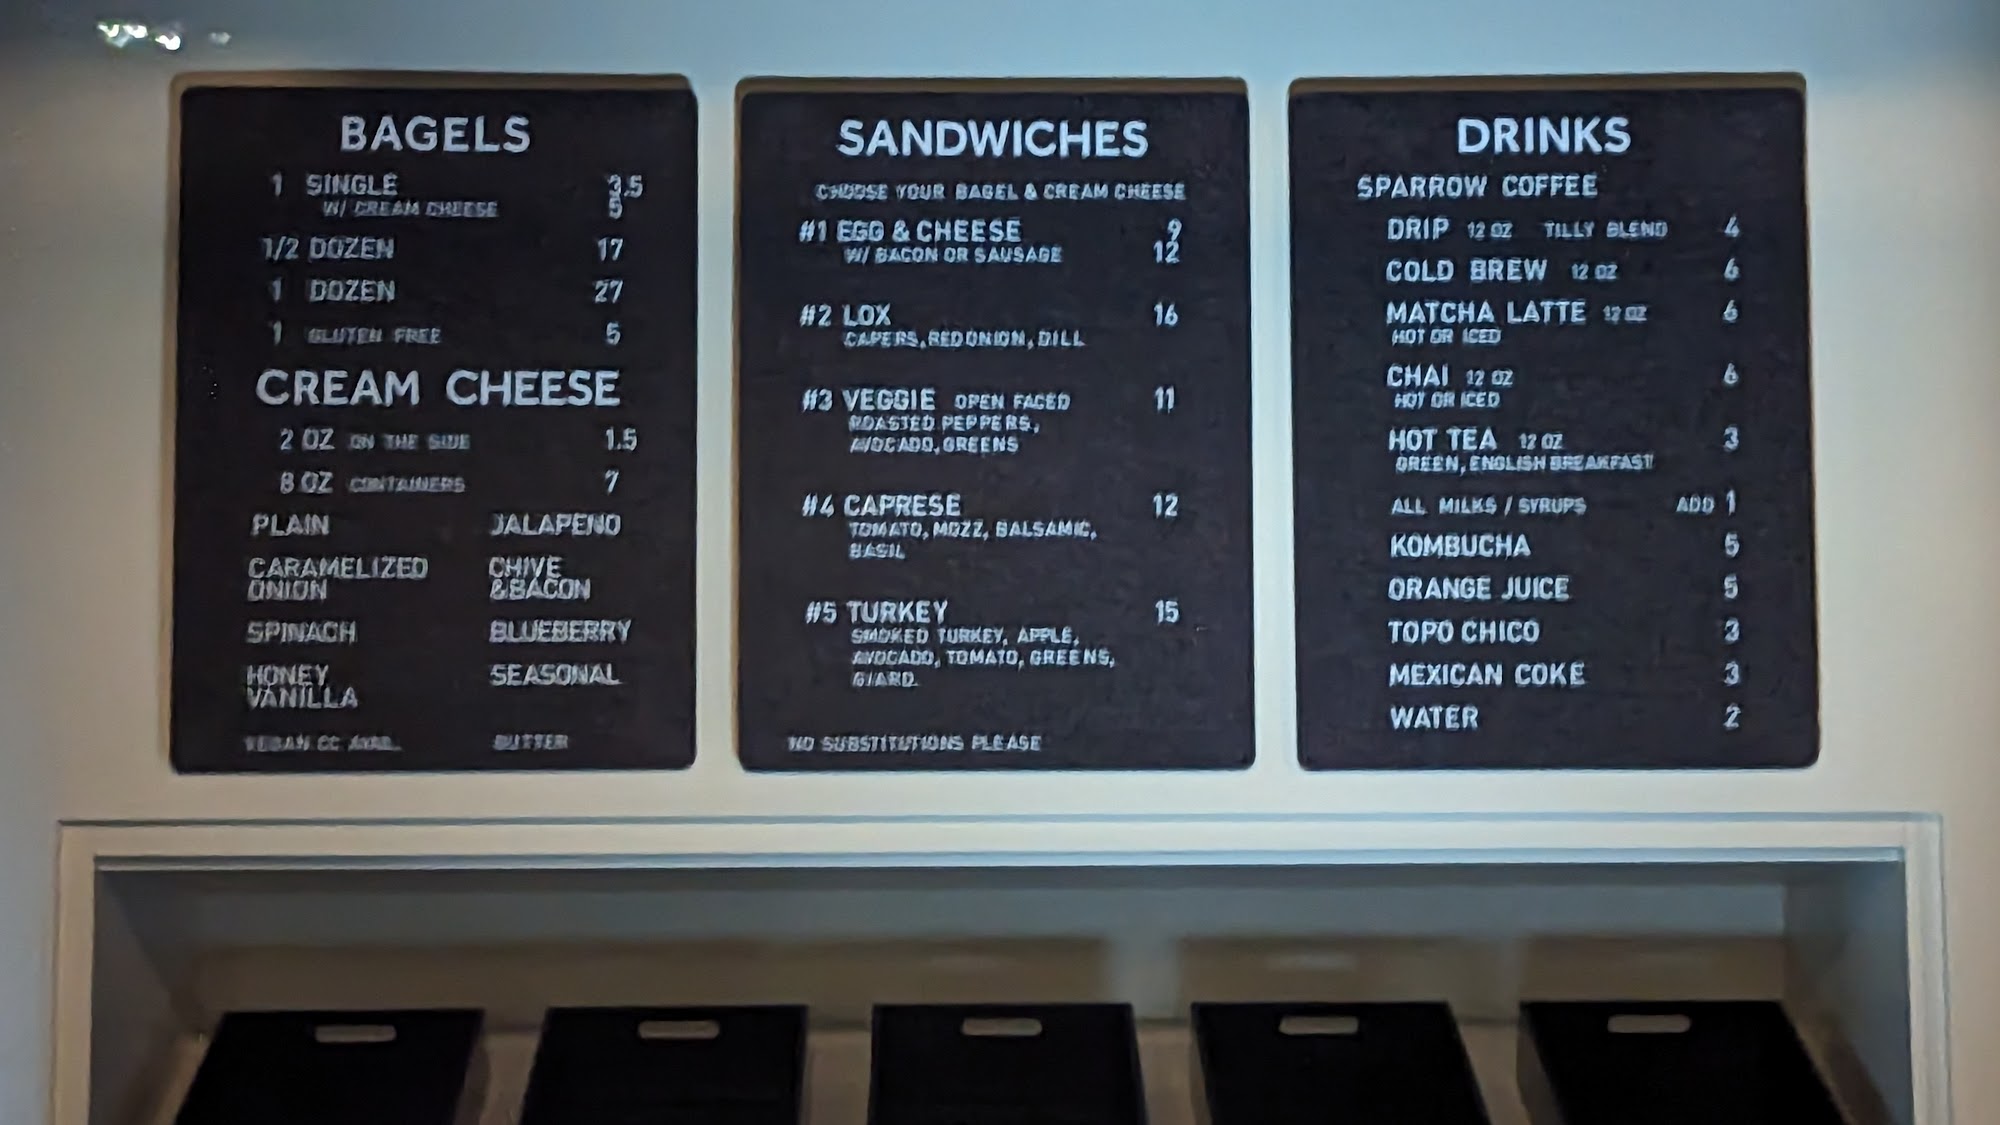 BAGELS
1 SINGLE 3.5
W/ CREAM CHEESE 5
1/2 DOZEN 17
1 DOZEN 27
1 GLUTEN FREE 5
CREAM CHEESE
2 OZ ON THE SIDE 1.5
8 OZ CONTAINERS 7
PLAIN JALAPENO
CARAMELIZED CHIVE
ONION &BACON
SPINACH BLUEBERRY
HONEY SEASONAL
VANILLA
VEGAN CC AVAIL. BUTTER
SANDWICHES
CHOOSE YOUR BAGEL & CREAM CHEESE
#1 EGG & CHEESE 9
W/ BACON OR SAUSAGE 12
#2 LOX 16
CAPERS, RED ONION, DILL
#3 VEGGIE OPEN FACED 11
ROASTED PEPPERS,
AVOCADO, GREENS
#4 CAPRESE 12
TOMATO, MOZZ, BALSAMIC,
BASIL
#5 TURKEY 15
SMOKED TURKEY, APPLE,
AVOCADO, TOMATO, GREENS,
GIARD.
NO SUBSTITUTIONS PLEASE
DRINKS
SPARROW COFFEE
DRIP 12 OZ TILLY BLEND 4
COLD BREW 12 OZ 6
MATCHA LATTE 12 OZ 6
HOT OR ICED
CHAI 12 OZ 6
HOT OR ICED
HOT TEA 12 OZ 3
GREEN, ENGLISH BREAKFAST
ALL MILKS / SYRUPS ADD 1
KOMBUCHA 5
ORANGE JUICE 5
TOPO CHICO 3
MEXICAN COKE 3
WATER 2